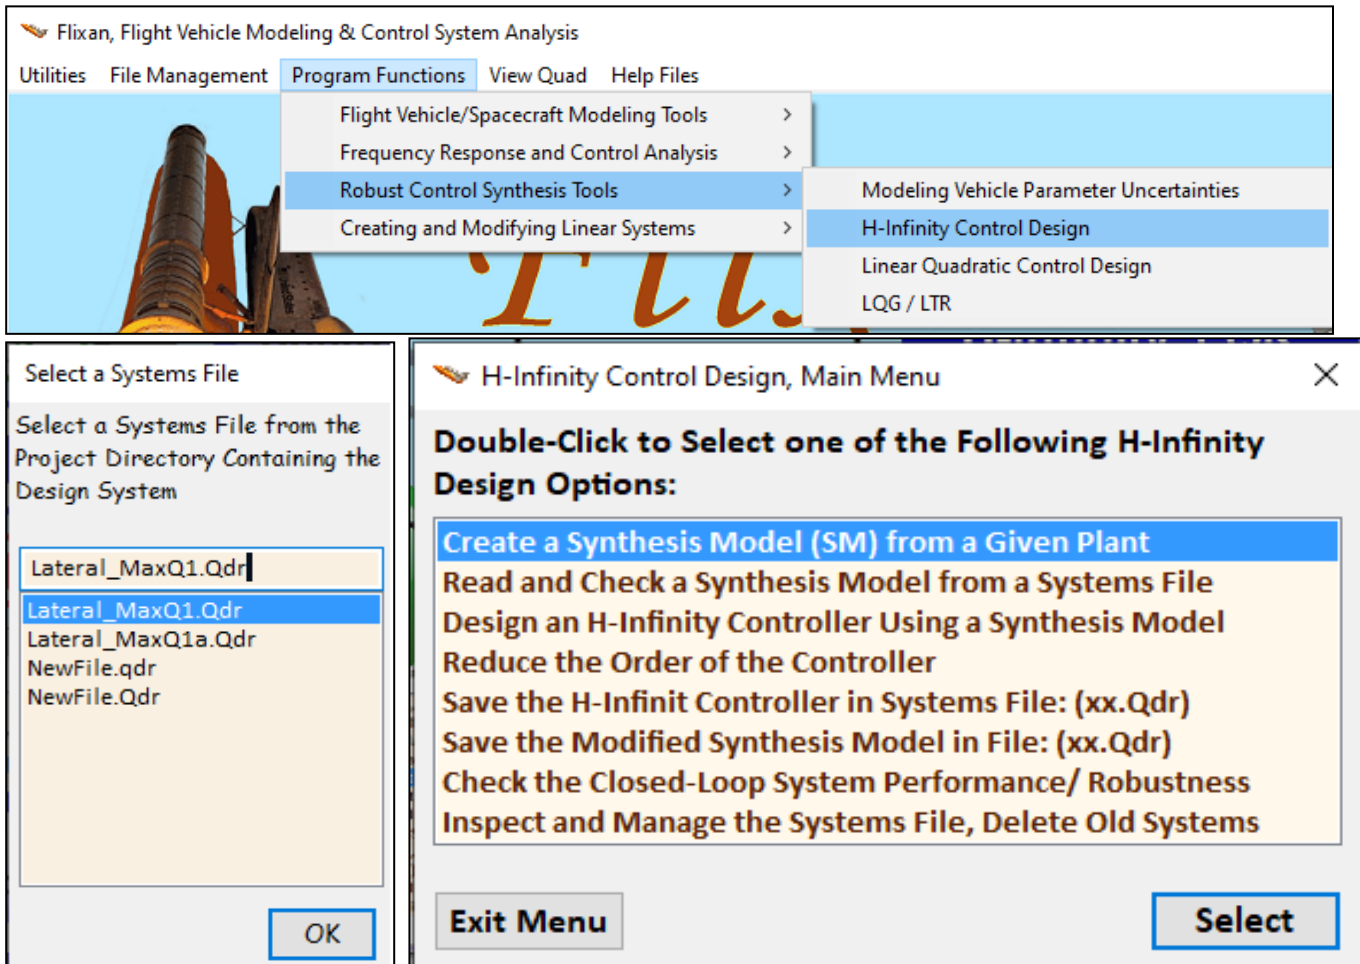 Flixan, Flight Vehicle Modeling & Control System Analysis
Utilities File Management Program Functions View Quad Help Files
Flight Vehicle/Spacecraft Modeling Tools
Frequency Response and Control Analysis
Robust Control Synthesis Tools
Creating and Modifying Linear Systems
Modeling Vehicle Parameter Uncertainties
H-Infinity Control Design
Linear Quadratic Control Design
LQG / LTR
Select a Systems File
Select a Systems File from the
Project Directory Containing the
Design System
Lateral_MaxQ1.Qdr
Lateral_MaxQ1.Qdr
Lateral_MaxQ1a.Qdr
NewFile.qdr
NewFile.Qdr
OK
H-Infinity Control Design, Main Menu
Double-Click to Select one of the Following H-Infinity
Design Options:
Create a Synthesis Model (SM) from a Given Plant
Read and Check a Synthesis Model from a Systems File
Design an H-Infinity Controller Using a Synthesis Model
Reduce the Order of the Controller
Save the H-Infinit Controller in Systems File: (xx.Qdr)
Save the Modified Synthesis Model in File: (xx.Qdr)
Check the Closed-Loop System Performance/ Robustness
Inspect and Manage the Systems File, Delete Old Systems
Exit Menu
Select